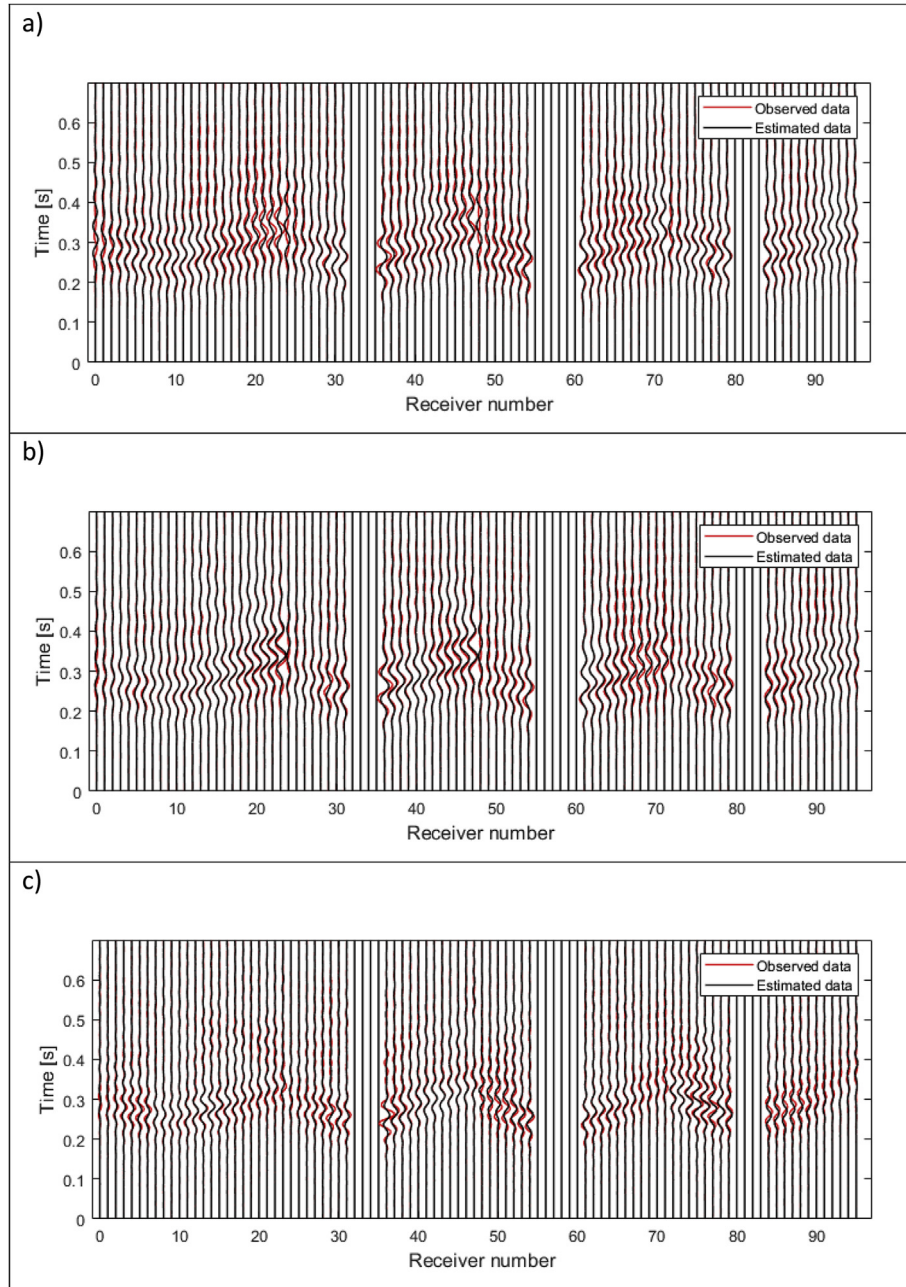 a)
Observed data
Estimated data
0.6
0.5
0.4
0.3
0.2
0.1
0
Time [s]
0 10 20 30 40 50 60 70 80 90
Receiver number
b)
Observed data
Estimated data
0.6
0.5
0.4
0.3
0.2
0.1
0
Time [s]
0 10 20 30 40 50 60 70 80 90
Receiver number
c)
Observed data
Estimated data
0.6
0.5
0.4
0.3
0.2
0.1
0
Time [s]
0 10 20 30 40 50 60 70 80 90
Receiver number